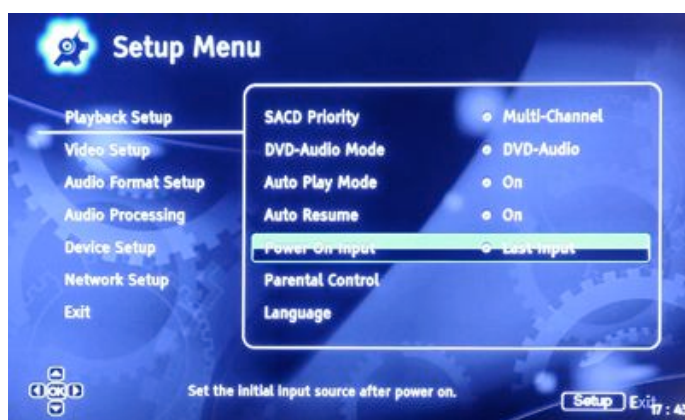 Setup Menu
Playback Setup
Video Setup
Audio Format Setup
Audio Processing
Device Setup
Network Setup
Exit
SACD Priority Multi-Channel
DVD-Audio Mode DVD-Audio
Auto Play Mode On
Auto Resume On
Power On Input Last Input
Parental Control
Language
OK
Set the initial input source after power on.
Setup Exit